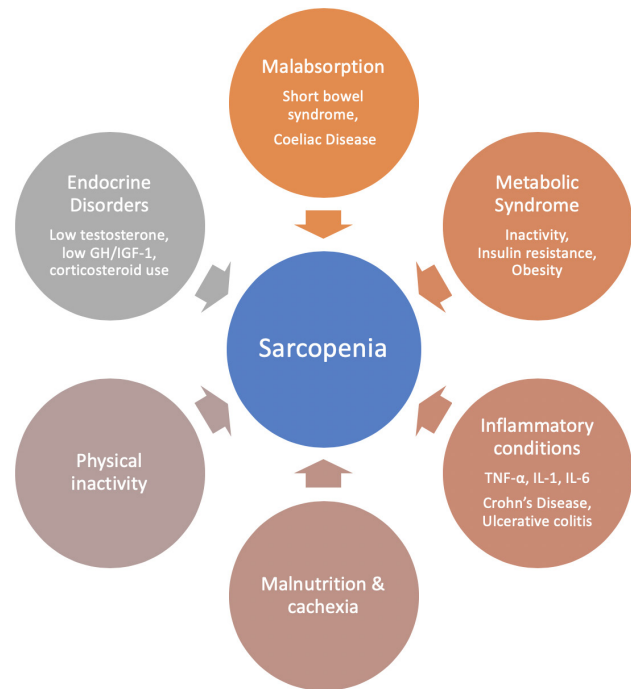 Malabsorption
Short bowel
syndrome,
Coeliac Disease
Metabolic
Syndrome
Inactivity,
Insulin resistance,
Obesity
Inflammatory
conditions
TNF-α, IL-1, IL-6
Crohn’s Disease,
Ulcerative colitis
Malnutrition &
cachexia
Physical
inactivity
Endocrine
Disorders
Low testosterone,
low GH/IGF-1,
corticosteroid use
Sarcopenia